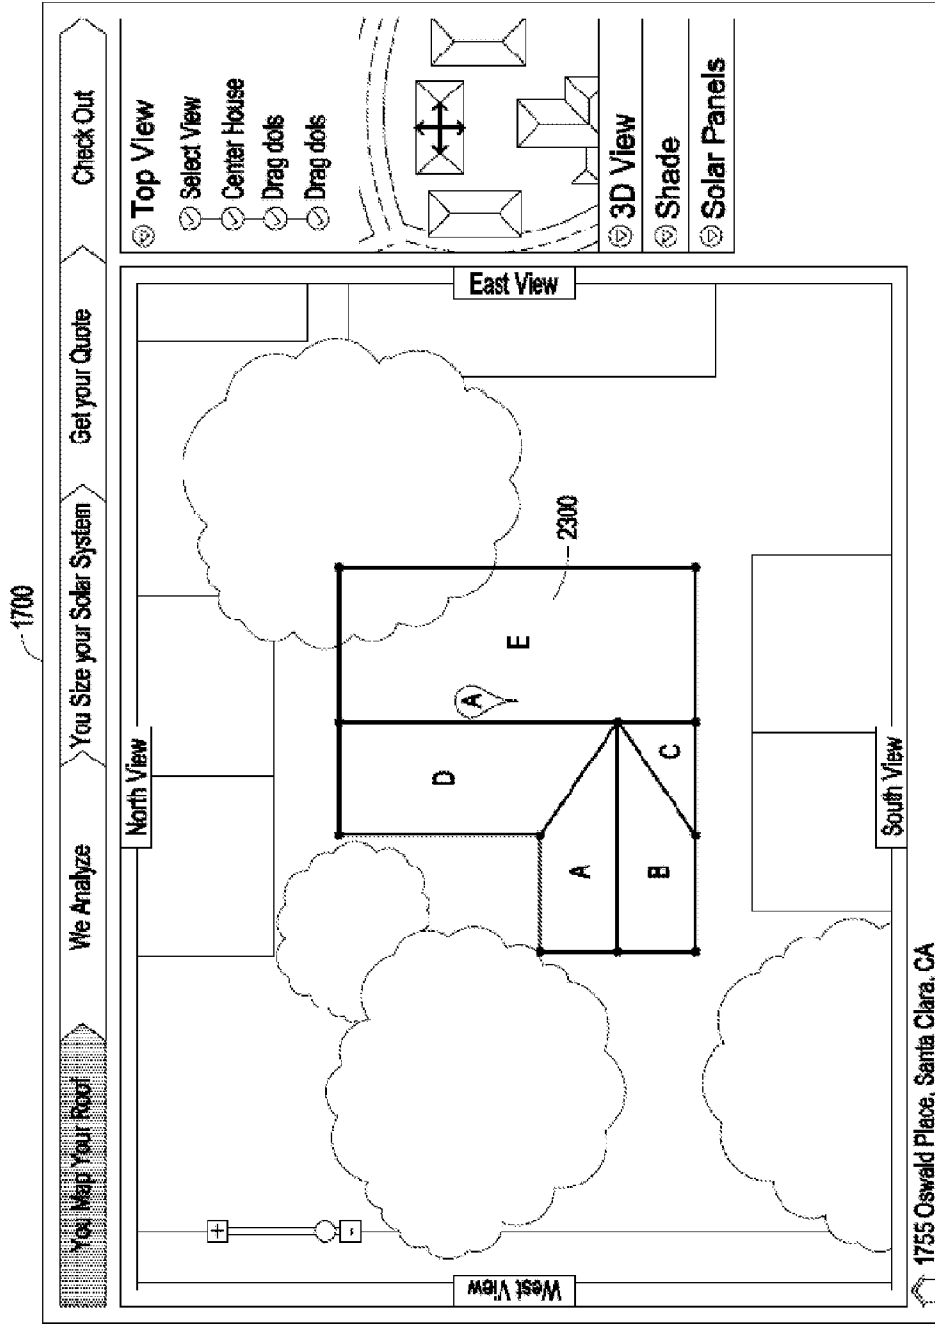 1700
You Map Your Roof
We Analyze
You Size your Solar System
Get your Quote
Check Out
North View
Top View
Select View
Center House
Drag dols
Drag dols
West View
East View
A
D
E
A
B
C
2300
3D View
Shade
Solar Panels
South View
1755 Oswald Place, Santa Clara, CA